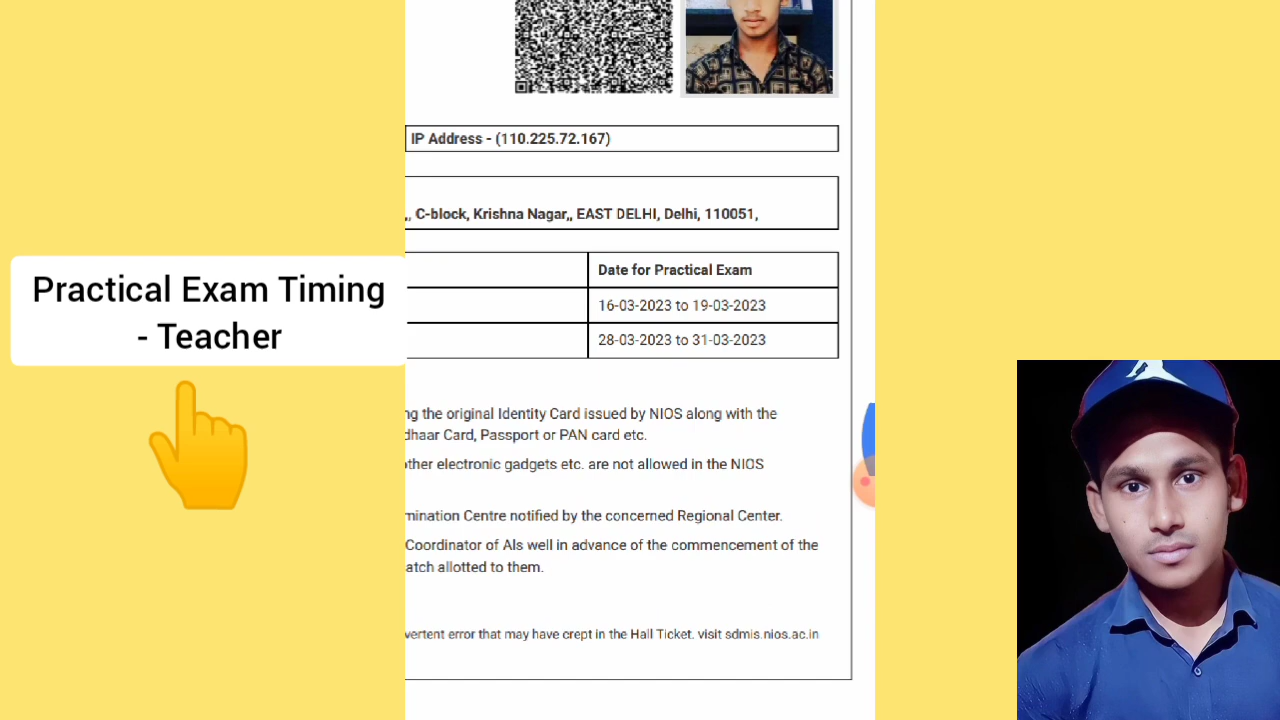 IP Address - (110.225.72.167)
,, C-block, Krishna Nagar,, EAST DELHI, Delhi, 110051,
Practical Exam Timing
- Teacher
Date for Practical Exam
16-03-2023 to 19-03-2023
28-03-2023 to 31-03-2023
ng the original Identity Card issued by NIOS along with the
dhaar Card, Passport or PAN card etc.
other electronic gadgets etc. are not allowed in the NIOS
mination Centre notified by the concerned Regional Center.
Coordinator of AIs well in advance of the commencement of the
atch allotted to them.
vertent error that may have crept in the Hall Ticket. visit sdmis.nios.ac.in